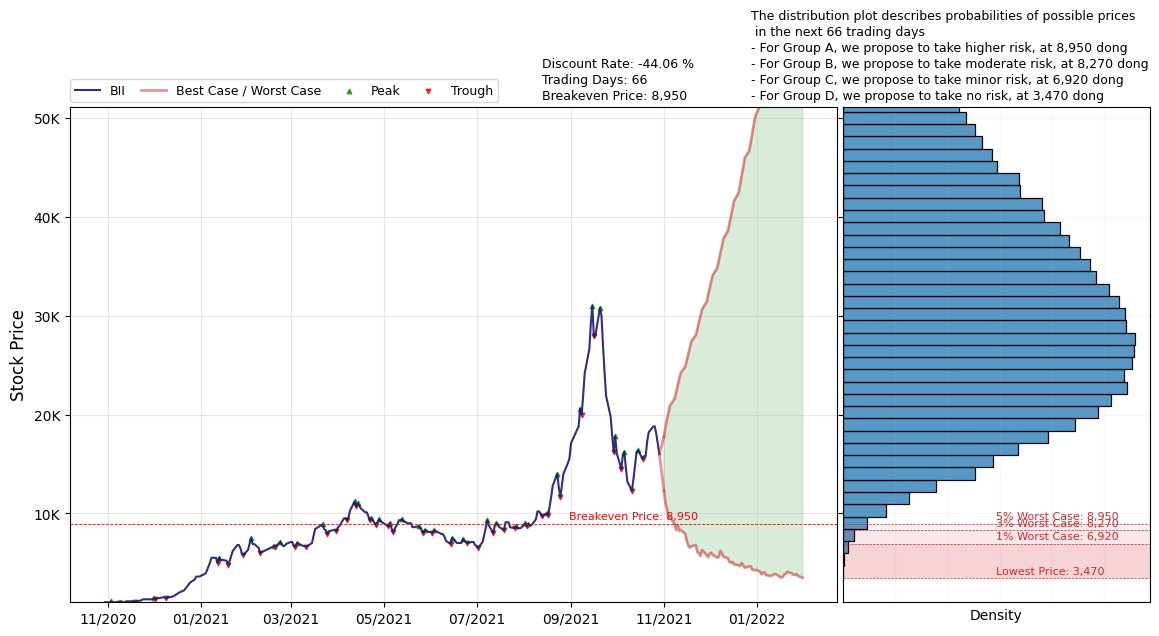 The distribution plot describes probabilities of possible prices
in the next 66 trading days
- For Group A, we propose to take higher risk, at 8,950 dong
- For Group B, we propose to take moderate risk, at 8,270 dong
- For Group C, we propose to take minor risk, at 6,920 dong
- For Group D, we propose to take no risk, at 3,470 dong
Discount Rate: -44.06 %
Trading Days: 66
Breakeven Price: 8,950
BII
Best Case / Worst Case
Peak
Trough
Stock Price
50K
40K
30K
20K
10K
Breakeven Price: 8,950
5% Worst Case: 8,950
3% Worst Case: 8,270
1% Worst Case: 6,920
Lowest Price: 3,470
11/2020
01/2021
03/2021
05/2021
07/2021
09/2021
11/2021
01/2022
Density